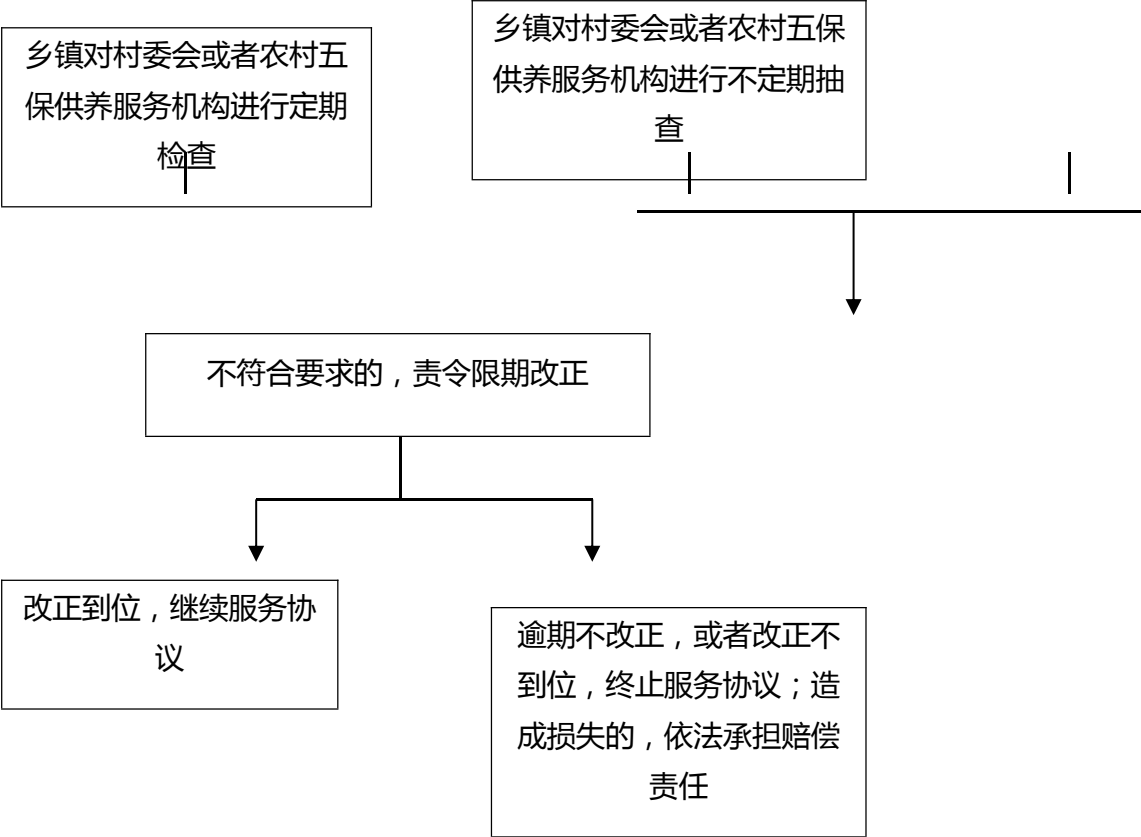 乡镇对村委会或者农村五
保供养服务机构进行定期
检查
乡镇对村委会或者农村五保
供养服务机构进行不定期抽
查
不符合要求的，责令限期改正
改正到位，继续服务协
议
逾期不改正，或者改正不
到位，终止服务协议；造
成损失的，依法承担赔偿
责任